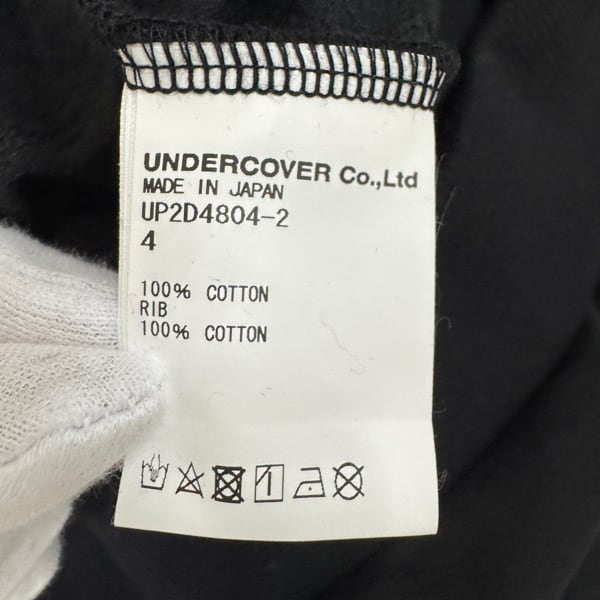 UNDERCOVER Co.,Ltd
MADE IN JAPAN
UP2D4804-2
4
100% COTTON
RIB
100% COTTON